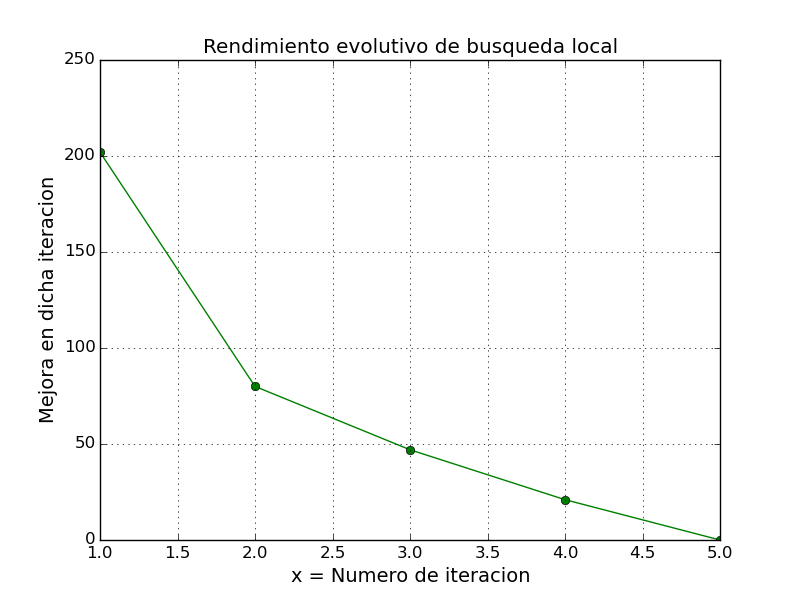 Rendimiento evolutivo de busqueda local
250
200
150
100
50
0
Mejora en dicha iteracion
1.0 1.5 2.0 2.5 3.0 3.5 4.0 4.5 5.0
x = Numero de iteracion